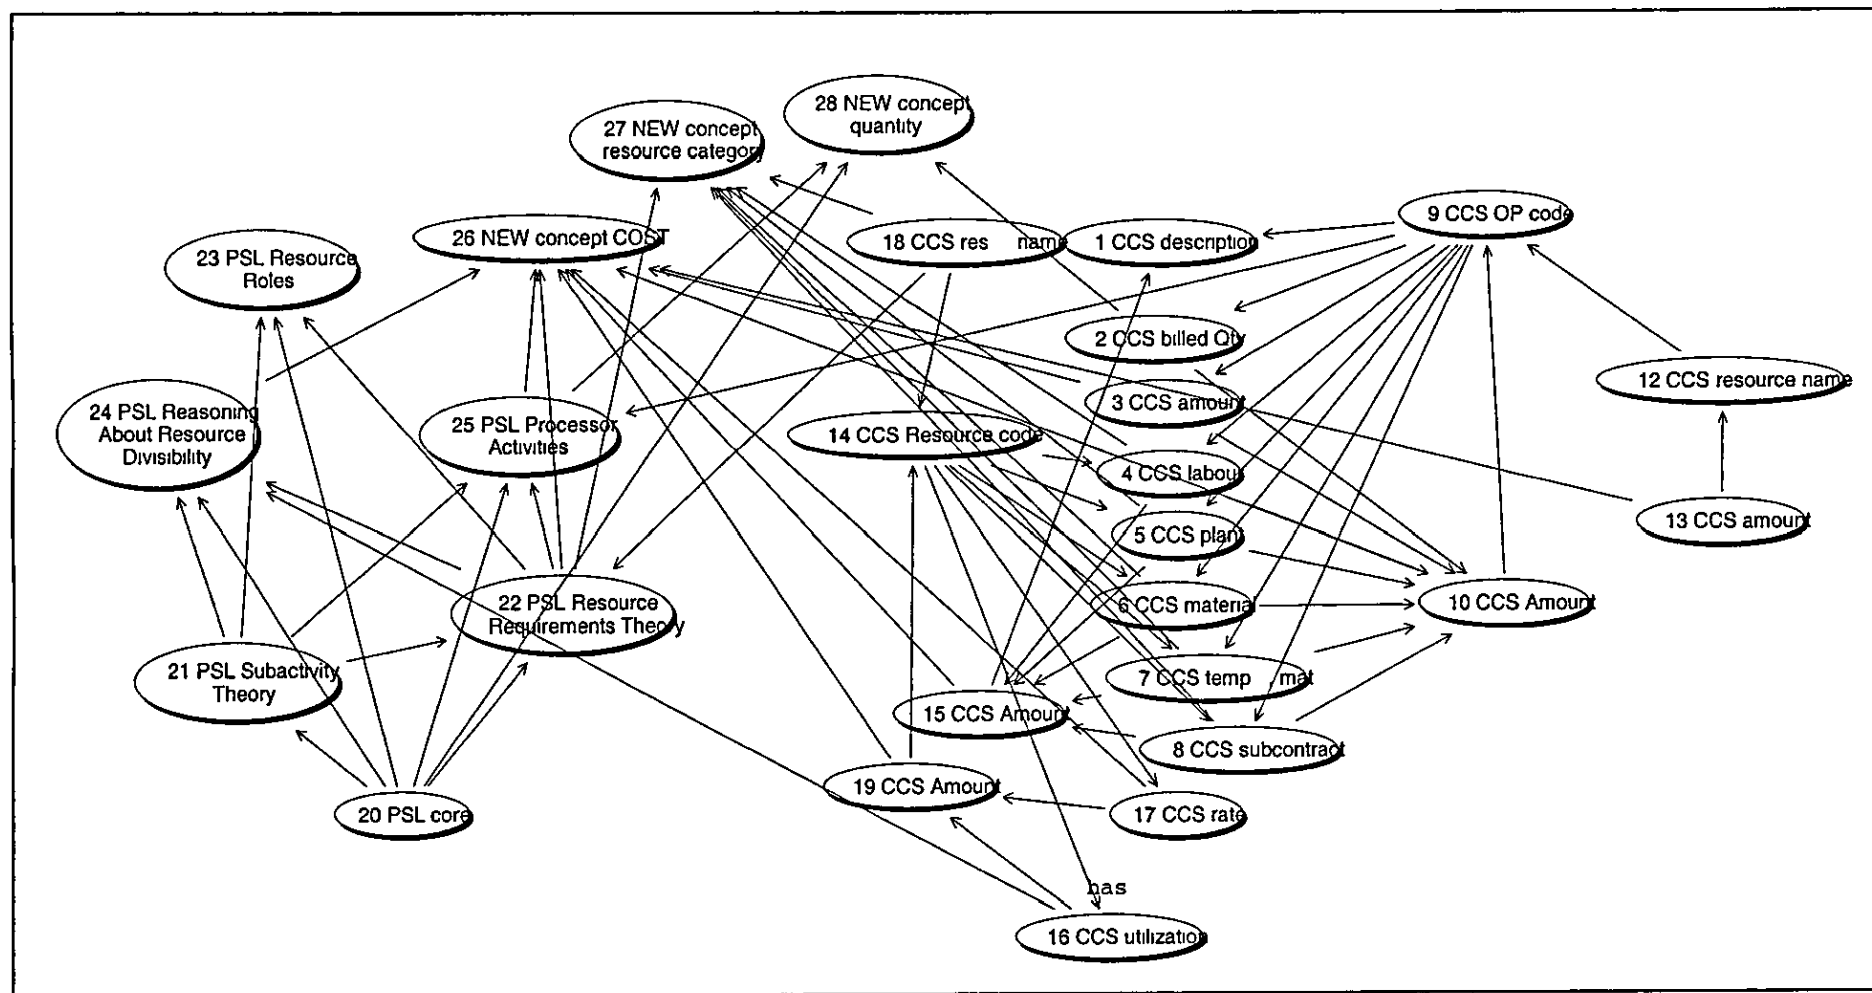 28 NEW concept
quantity
27 NEW concept
resource category
9 CCS OP code
26 NEW concept COST
18 CCS res name
1 CCS description
23 PSL Resource
Roles
2 CCS billed Qty
12 CCS resource name
3 CCS amount
24 PSL Reasoning
About Resource
Divisibility
25 PSL Processor
Activities
14 CCS Resource code
4 CCS labour
13 CCS amount
5 CCS plant
22 PSL Resource
Requirements Theory
6 CCS material
10 CCS Amount
21 PSL Subactivity
Theory
7 CCS temp . mat
15 CCS Amount
8 CCS subcontract
19 CCS Amount
20 PSL core
17 CCS rate
has
16 CCS utilization